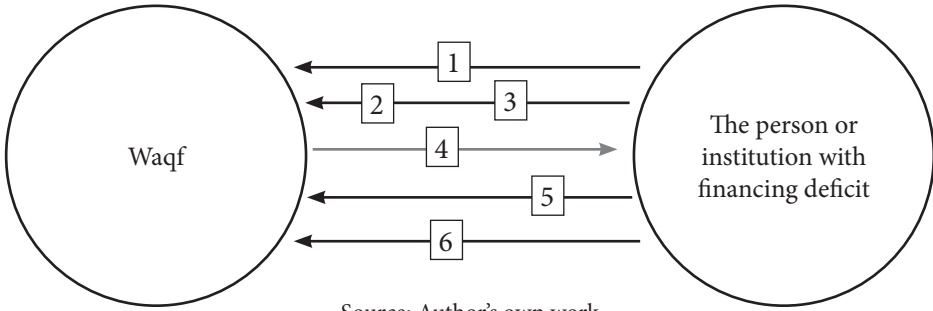 1
2 3
Waqf
4
The person or
institution with
financing deficit
5
6
Source: Author's own work